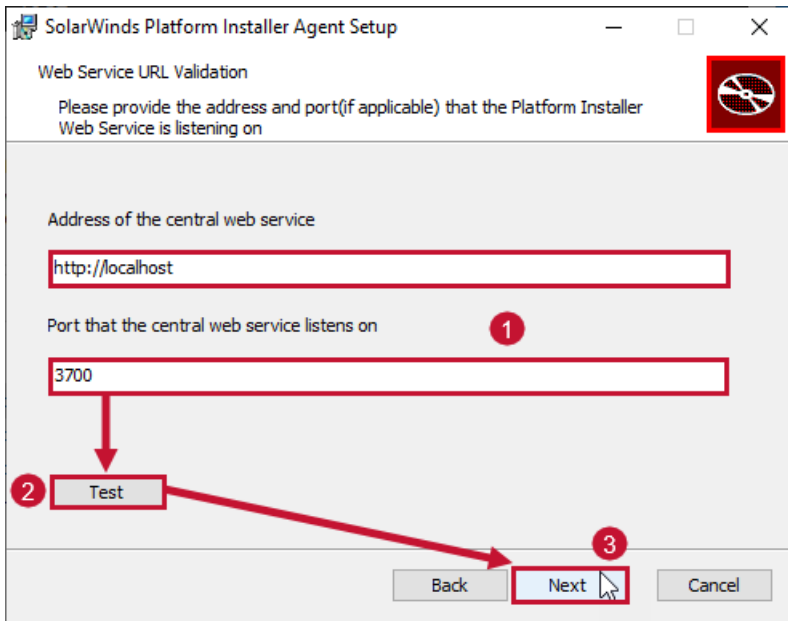 SolarWinds Platform Installer Agent Setup
Web Service URL Validation
Please provide the address and port(if applicable) that the Platform Installer
Web Service is listening on
Address of the central web service
http://localhost
Port that the central web service listens on
1
3700
2
Test
3
Back Next Cancel